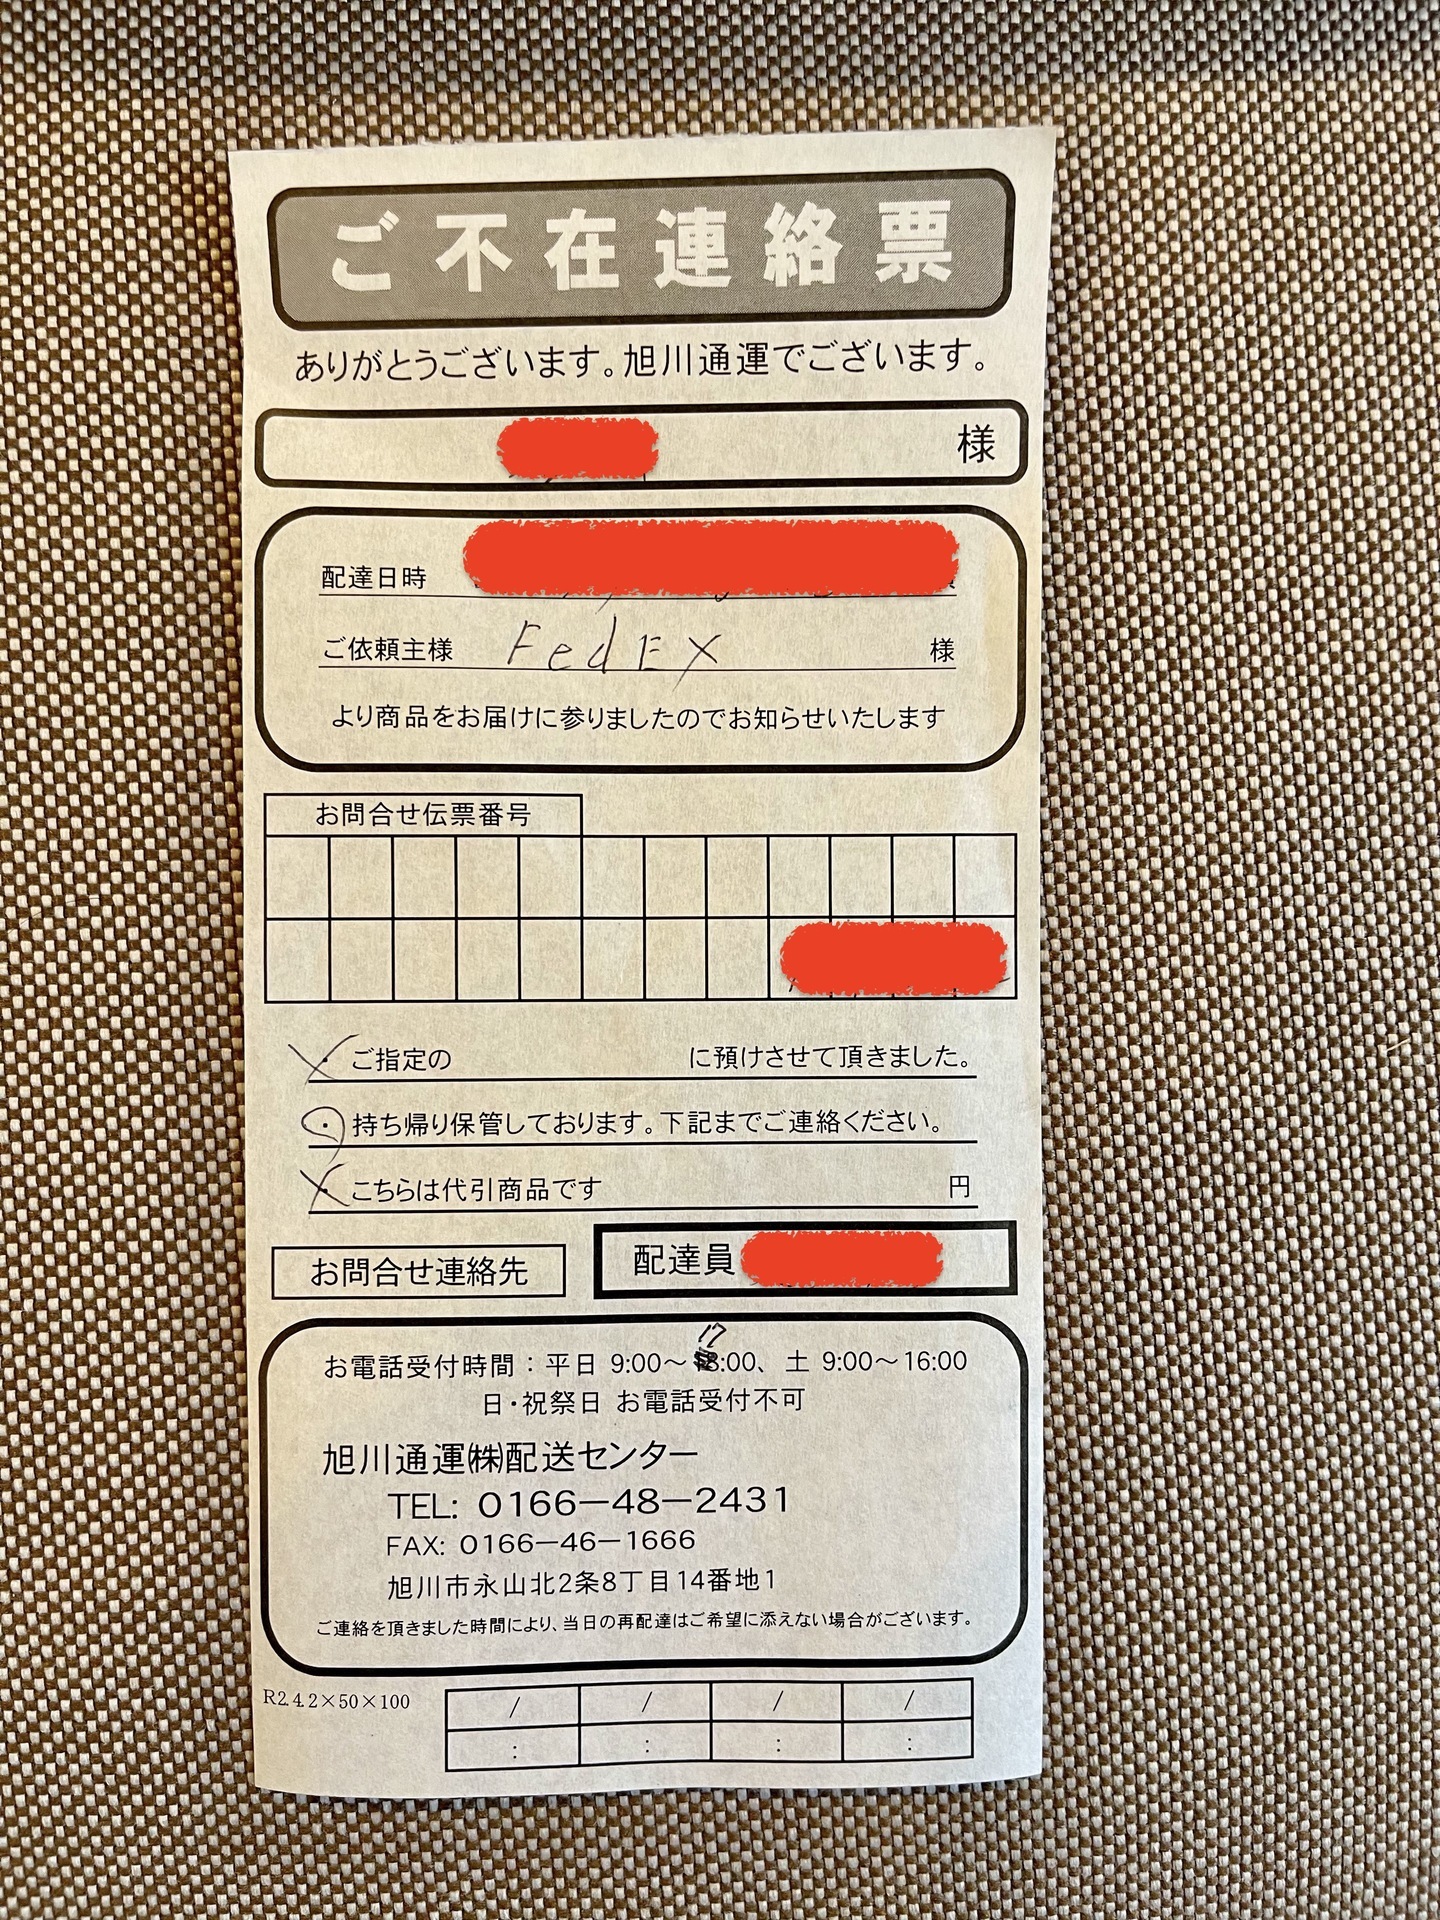 ご不在連絡票
ありがとうございます。旭川通運でございます。
様
配達日時
ご依頼主様 FedEX 様
より商品をお届けに参りましたのでお知らせいたします
お問合せ伝票番号
ご指定の に預けさせて頂きました。
持ち帰り保管しております。下記までご連絡ください。
こちらは代引商品です 円
お問合せ連絡先
配達員
お電話受付時間：平日 9:00～17:00、土 9:00～16:00
日・祝祭日 お電話受付不可
旭川通運㈱配送センター
TEL: 0166－48－2431
FAX: 0166－46－1666
旭川市永山北2条8丁目14番地1
ご連絡を頂きました時間により、当日の再配達はご希望に添えない場合がございます。
R2.4.2×50×100
/ / / /
: : : :